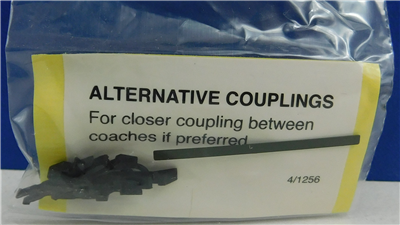 ALTERNATIVE COUPLINGS
For closer coupling between
coaches if preferred
4/1256